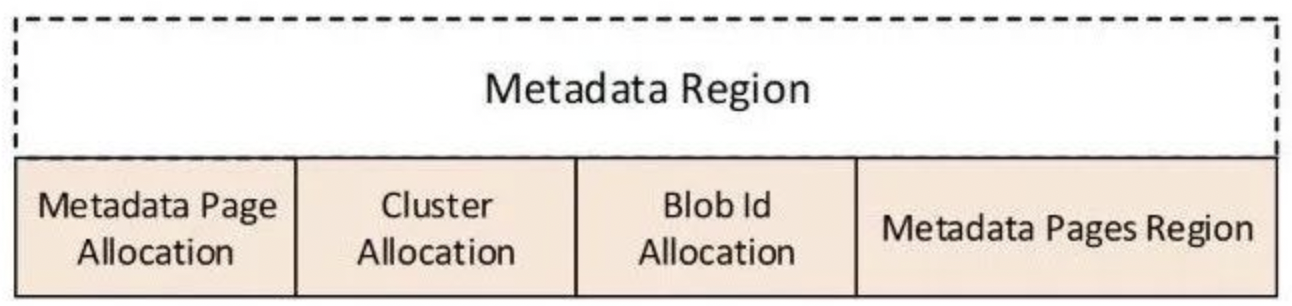 Metadata Region
Metadata Page
Allocation
Cluster
Allocation
Blob Id
Allocation
Metadata Pages Region